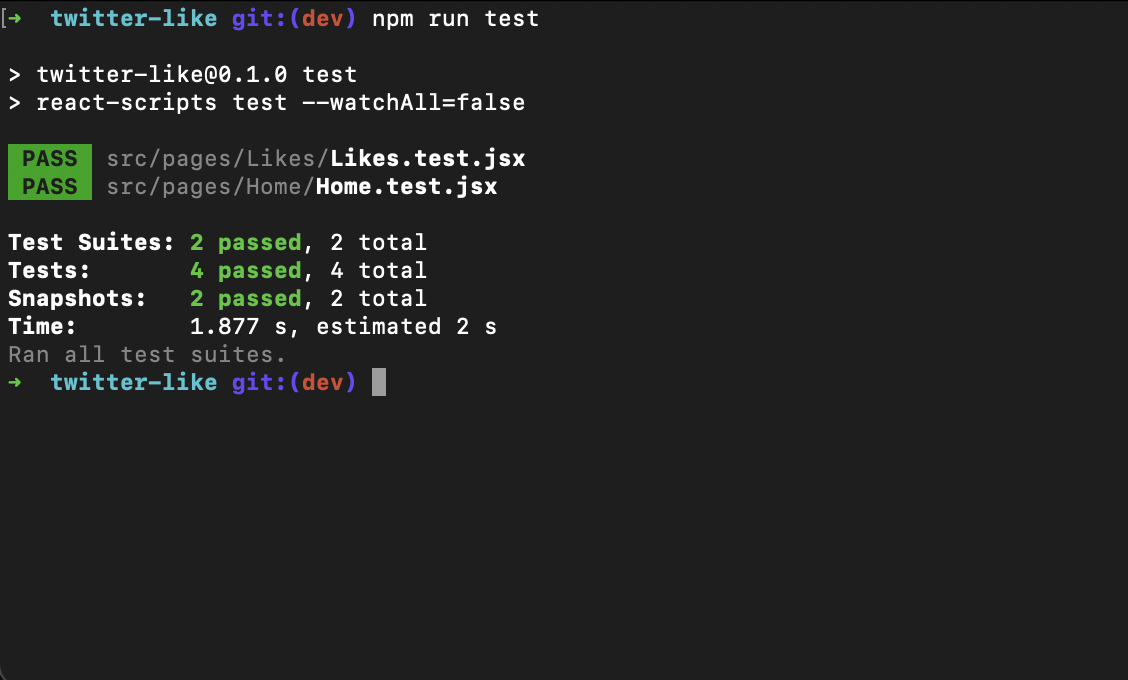 [➜  twitter-like git:(dev) npm run test
> twitter-like@0.1.0 test
> react-scripts test --watchAll=false
PASS src/pages/Likes/Likes.test.jsx
PASS src/pages/Home/Home.test.jsx
Test Suites: 2 passed, 2 total
Tests:       4 passed, 4 total
Snapshots:   2 passed, 2 total
Time:        1.877 s, estimated 2 s
Ran all test suites.
➜  twitter-like git:(dev)